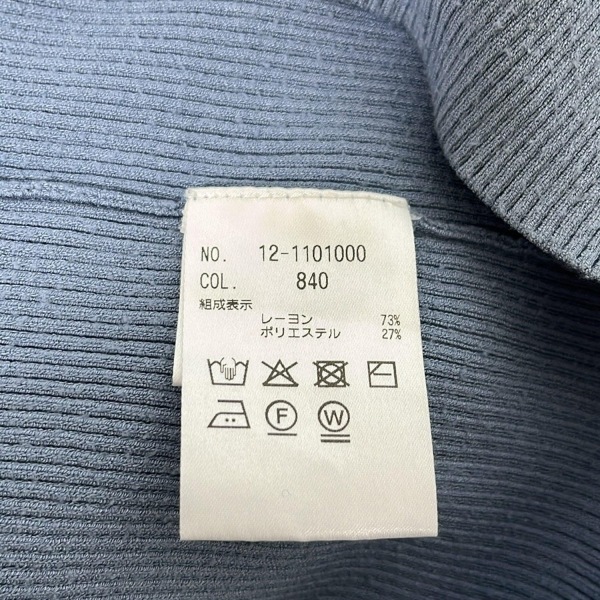 NO. 12-1101000
COL. 840
組成表示
レーヨン 73%
ポリエステル 27%
F W